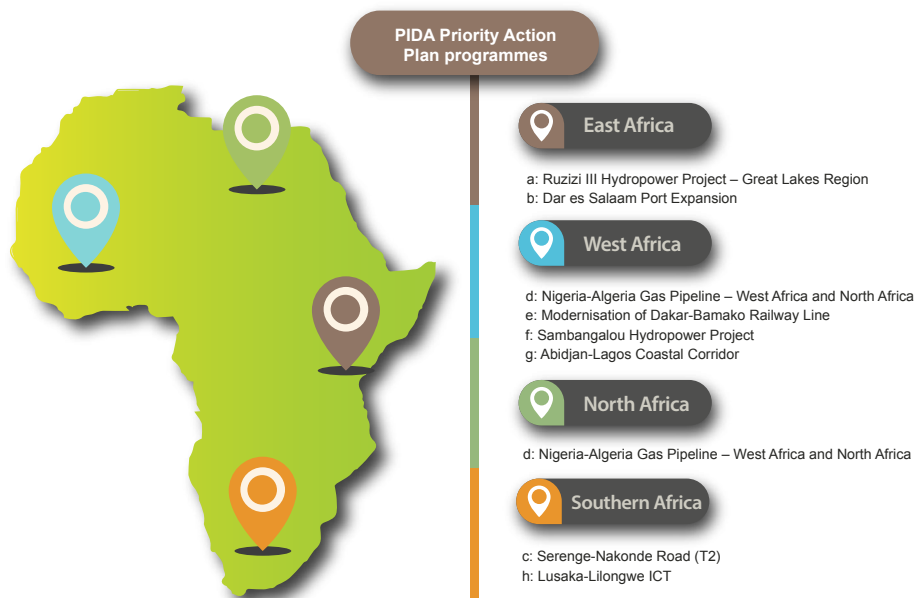 PIDA Priority Action
Plan programmes
East Africa
a: Ruzizi III Hydropower Project – Great Lakes Region
b: Dar es Salaam Port Expansion
West Africa
d: Nigeria-Algeria Gas Pipeline – West Africa and North Africa
e: Modernisation of Dakar-Bamako Railway Line
f: Sambangalou Hydropower Project
g: Abidjan-Lagos Coastal Corridor
North Africa
d: Nigeria-Algeria Gas Pipeline – West Africa and North Africa
Southern Africa
c: Serenge-Nakonde Road (T2)
h: Lusaka-Lilongwe ICT